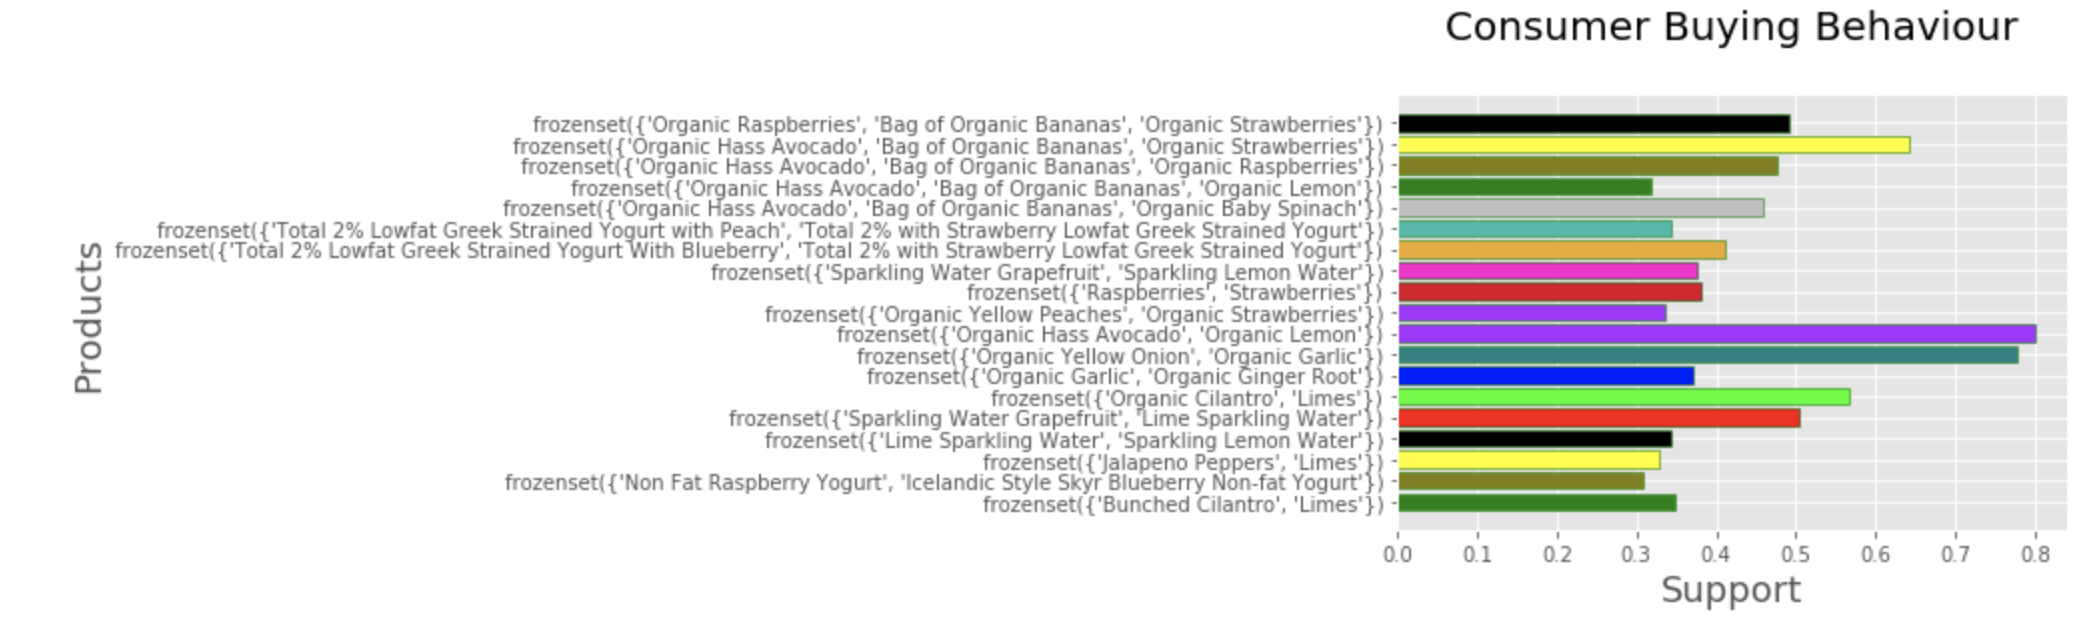 Consumer Buying Behaviour
frozenset({'Organic Raspberries', 'Bag of Organic Bananas', 'Organic Strawberries'})
frozenset({'Organic Hass Avocado', 'Bag of Organic Bananas', 'Organic Strawberries'})
frozenset({'Organic Hass Avocado', 'Bag of Organic Bananas', 'Organic Raspberries'})
frozenset({'Organic Hass Avocado', 'Bag of Organic Bananas', 'Organic Lemon'})
frozenset({'Organic Hass Avocado', 'Bag of Organic Bananas', 'Organic Baby Spinach'})
frozenset({'Total 2% Lowfat Greek Strained Yogurt with Peach', 'Total 2% with Strawberry Lowfat Greek Strained Yogurt'})
frozenset({'Total 2% Lowfat Greek Strained Yogurt With Blueberry', 'Total 2% with Strawberry Lowfat Greek Strained Yogurt'})
frozenset({'Sparkling Water Grapefruit', 'Sparkling Lemon Water'})
frozenset({'Raspberries', 'Strawberries'})
frozenset({'Organic Yellow Peaches', 'Organic Strawberries'})
frozenset({'Organic Hass Avocado', 'Organic Lemon'})
frozenset({'Organic Yellow Onion', 'Organic Garlic'})
frozenset({'Organic Garlic', 'Organic Ginger Root'})
frozenset({'Organic Cilantro', 'Limes'})
frozenset({'Sparkling Water Grapefruit', 'Lime Sparkling Water'})
frozenset({'Lime Sparkling Water', 'Sparkling Lemon Water'})
frozenset({'Jalapeno Peppers', 'Limes'})
frozenset({'Non Fat Raspberry Yogurt', 'Icelandic Style Skyr Blueberry Non-fat Yogurt'})
frozenset({'Bunched Cilantro', 'Limes'})
Products
0.0 0.1 0.2 0.3 0.4 0.5 0.6 0.7 0.8
Support